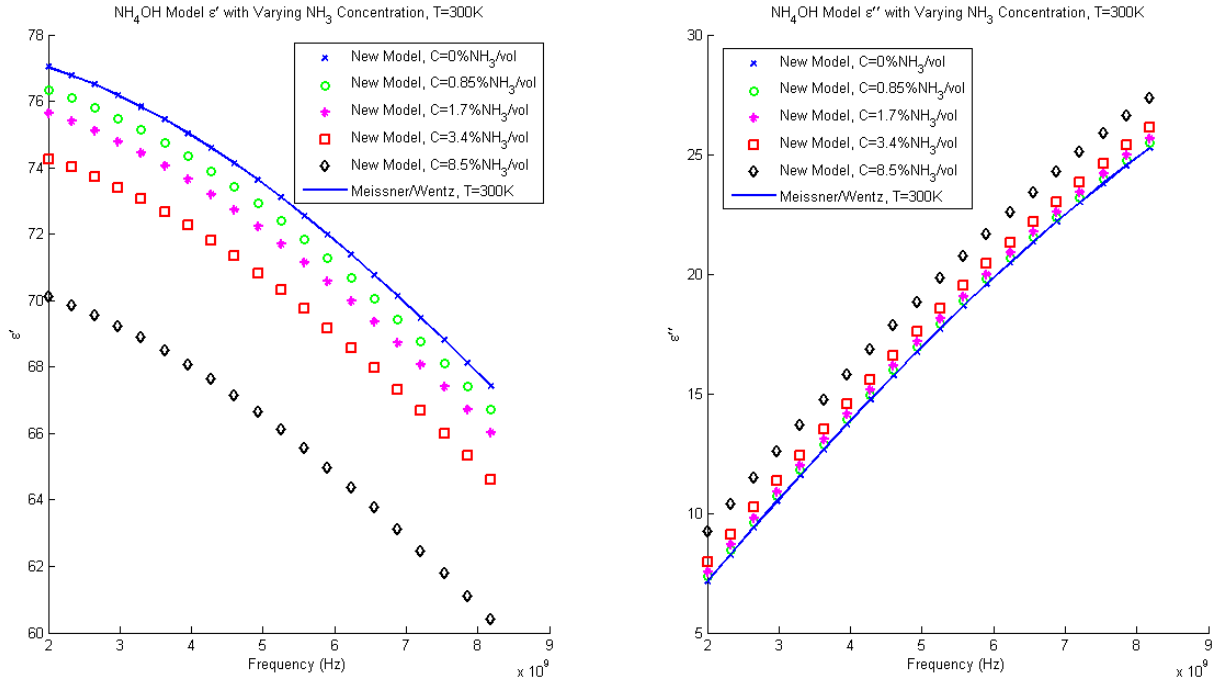 NH4OH Model ε′ with Varying NH3 Concentration, T=300K
78
76
74
72
70
68
66
64
62
60
ε′
New Model, C=0%NH3/vol
New Model, C=0.85%NH3/vol
New Model, C=1.7%NH3/vol
New Model, C=3.4%NH3/vol
New Model, C=8.5%NH3/vol
Meissner/Wentz, T=300K
2 3 4 5 6 7 8 9
Frequency (Hz)
x 10^9
NH4OH Model ε′′ with Varying NH3 Concentration, T=300K
30
25
20
15
10
5
ε′′
New Model, C=0%NH3/vol
New Model, C=0.85%NH3/vol
New Model, C=1.7%NH3/vol
New Model, C=3.4%NH3/vol
New Model, C=8.5%NH3/vol
Meissner/Wentz, T=300K
2 3 4 5 6 7 8 9
Frequency (Hz)
x 10^9